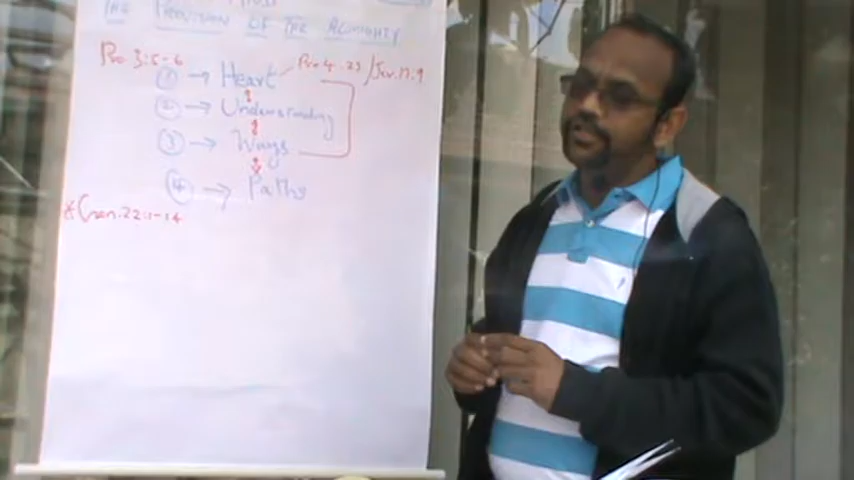 THE PROVISION OF THE ALMIGHTY
Pro 3:5-6
① → Heart Pro 4:23 / Jer.17:9
② → Understanding
③ → Ways
④ → Paths
* Gen.22:1-14